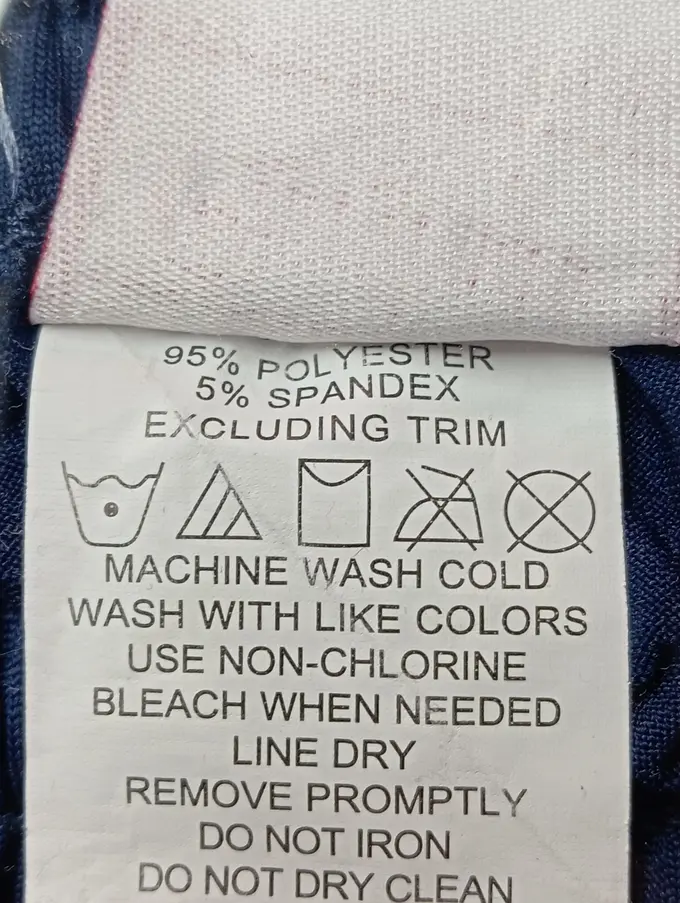 95% POLYESTER
5% SPANDEX
EXCLUDING TRIM
MACHINE WASH COLD
WASH WITH LIKE COLORS
USE NON-CHLORINE
BLEACH WHEN NEEDED
LINE DRY
REMOVE PROMPTLY
DO NOT IRON
DO NOT DRY CLEAN